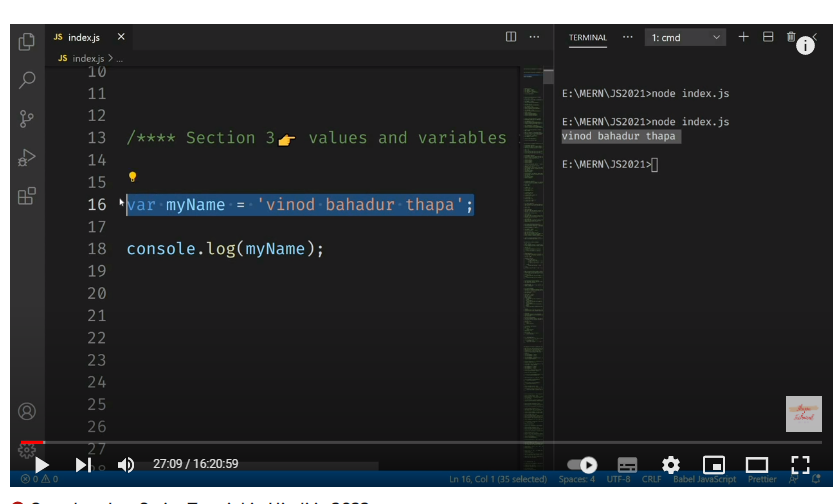 JS index.js
JS index.js > ...
10
11
12
13 /**** Section 3👉 values and variables
14
15
16 var myName = 'vinod bahadur thapa';
17
18 console.log(myName);
19
20
21
22
23
24
25
26
27
TERMINAL ... 1: cmd
E:\MERN\JS2021>node index.js
E:\MERN\JS2021>node index.js
vinod bahadur thapa
E:\MERN\JS2021>
27:09 / 16:20:59
0 0 Ln 16, Col 1 (35 selected) Spaces: 4 UTF-8 CRLF Babel JavaScript Prettier